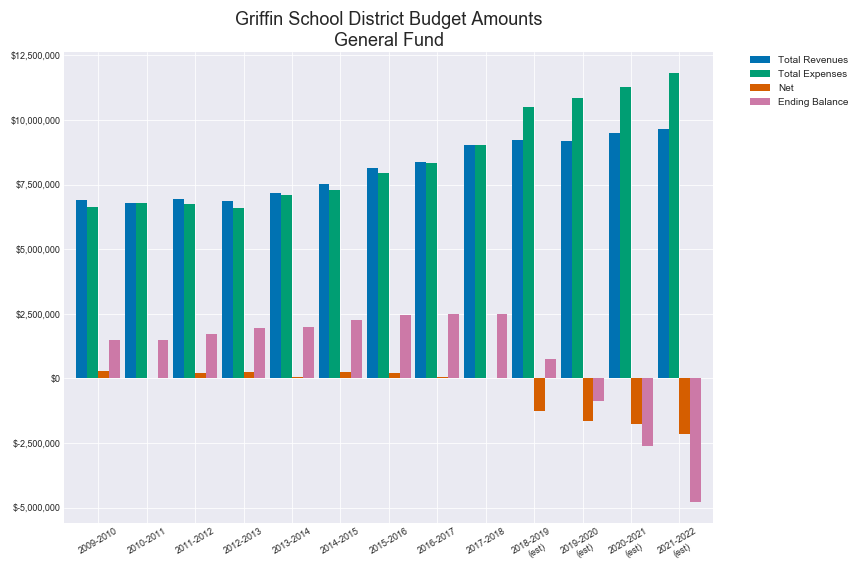 Griffin School District Budget Amounts
General Fund
$12,500,000
$10,000,000
$7,500,000
$5,000,000
$2,500,000
$0
$-2,500,000
$-5,000,000
2009-2010
2010-2011
2011-2012
2012-2013
2013-2014
2014-2015
2015-2016
2016-2017
2017-2018
2018-2019
(est)
2019-2020
(est)
2020-2021
(est)
2021-2022
(est)
Total Revenues
Total Expenses
Net
Ending Balance